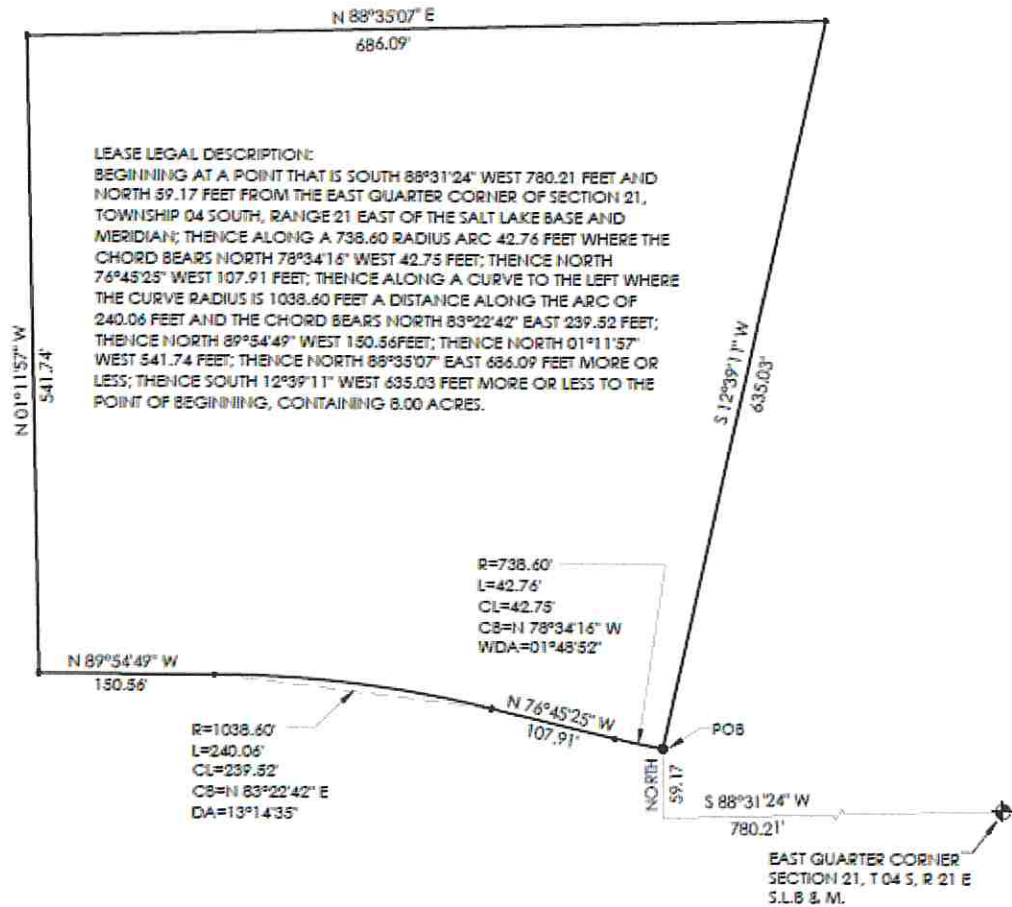 N 88°35'07" E
686.09'
LEASE LEGAL DESCRIPTION:
BEGINNING AT A POINT THAT IS SOUTH 88°31'24" WEST 780.21 FEET AND
NORTH 59.17 FEET FROM THE EAST QUARTER CORNER OF SECTION 21,
TOWNSHIP 04 SOUTH, RANGE 21 EAST OF THE SALT LAKE BASE AND
MERIDIAN; THENCE ALONG A 738.60 RADIUS ARC 42.76 FEET WHERE THE
CHORD BEARS NORTH 78°34'16" WEST 42.75 FEET; THENCE NORTH
76°45'25" WEST 107.91 FEET; THENCE ALONG A CURVE TO THE LEFT WHERE
THE CURVE RADIUS IS 1038.60 FEET A DISTANCE ALONG THE ARC OF
240.06 FEET AND THE CHORD BEARS NORTH 83°22'42" EAST 239.52 FEET;
THENCE NORTH 89°54'49" WEST 150.56FEET; THENCE NORTH 01°11'57"
WEST 541.74 FEET; THENCE NORTH 88°35'07" EAST 686.09 FEET MORE OR
LESS; THENCE SOUTH 12°39'11" WEST 635.03 FEET MORE OR LESS TO THE
POINT OF BEGINNING, CONTAINING 8.00 ACRES.
N 01°11'57" W
541.74'
S 12°39'11" W
635.03'
R=738.60'
L=42.76'
CL=42.75'
CB=N 78°34'16" W
WDA=01°48'52"
N 89°54'49" W
150.56'
N 76°45'25" W
107.91'
R=1038.60'
L=240.06'
CL=239.52'
CB=N 83°22'42" E
DA=13°14'35"
POB
NORTH
59.17
S 88°31'24" W
780.21'
EAST QUARTER CORNER
SECTION 21, T 04 S, R 21 E
S.L.B & M.